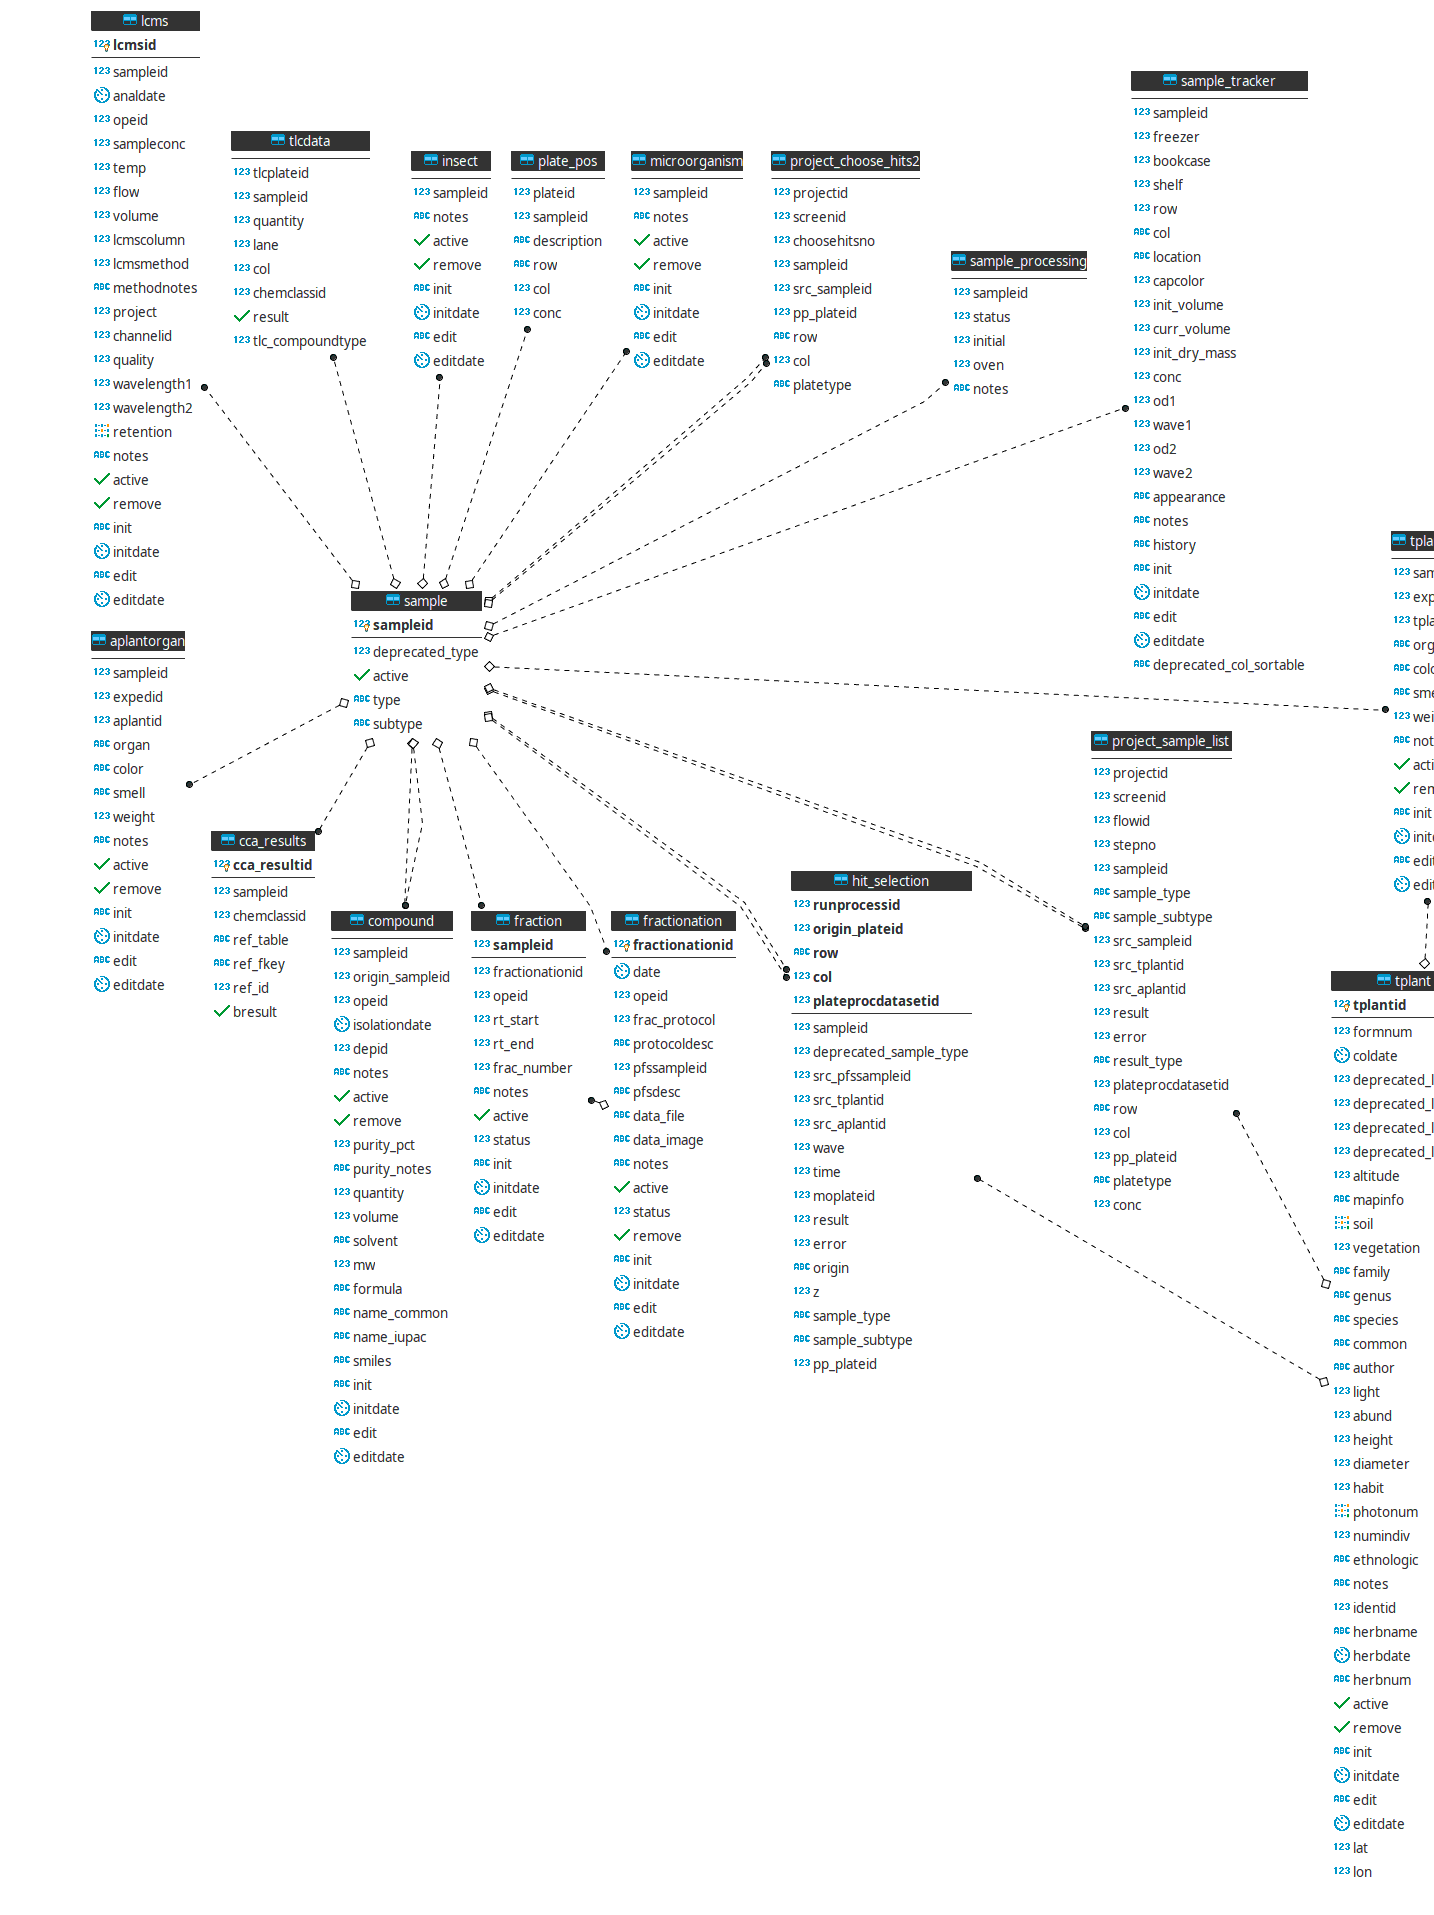 lcms
lcmsid
sampleid
analdate
opeid
sampleconc
temp
flow
volume
lcmscolumn
lcmsmethod
methodnotes
project
channelid
quality
wavelength1
wavelength2
retention
notes
active
remove
init
initdate
edit
editdate
tlcdata
tlcplateid
sampleid
quantity
lane
col
chemclassid
result
tlc_compoundtype
insect
sampleid
notes
active
remove
init
initdate
edit
editdate
plate_pos
plateid
sampleid
description
row
col
conc
microorganism
sampleid
notes
active
remove
init
initdate
edit
editdate
project_choose_hits2
projectid
screenid
choosehitsno
sampleid
src_sampleid
pp_plateid
row
col
platetype
sample_processing
sampleid
status
initial
oven
notes
sample_tracker
sampleid
freezer
bookcase
shelf
row
col
location
capcolor
init_volume
curr_volume
init_dry_mass
conc
od1
wave1
od2
wave2
appearance
notes
history
init
initdate
edit
editdate
deprecated_col_sortable
sample
sampleid
deprecated_type
active
type
subtype
aplantorgan
sampleid
expedid
aplantid
organ
color
smell
weight
notes
active
remove
init
initdate
edit
editdate
cca_results
cca_resultid
sampleid
chemclassid
ref_table
ref_fkey
ref_id
bresult
compound
sampleid
origin_sampleid
opeid
isolationdate
depid
notes
active
remove
purity_pct
purity_notes
quantity
volume
solvent
mw
formula
name_common
name_iupac
smiles
init
initdate
edit
editdate
fraction
sampleid
fractionationid
opeid
rt_start
rt_end
frac_number
notes
active
status
init
initdate
edit
editdate
fractionation
fractionationid
date
opeid
frac_protocol
protocoldesc
pfssampleid
pfsdesc
data_file
data_image
notes
active
status
remove
init
initdate
edit
editdate
hit_selection
runprocessid
origin_plateid
row
col
plateprocdatasetid
sampleid
deprecated_sample_type
src_pfssampleid
src_tplantid
src_aplantid
wave
time
moplateid
result
error
origin
z
sample_type
sample_subtype
pp_plateid
project_sample_list
projectid
screenid
flowid
stepno
sampleid
sample_type
sample_subtype
src_sampleid
src_tplantid
src_aplantid
result
error
result_type
plateprocdatasetid
row
col
pp_plateid
platetype
conc
tpla
sam
exp
tpla
org
colo
sme
wei
not
acti
rem
init
initd
edit
edit
tplant
tplantid
formnum
coldate
deprecated_l
deprecated_l
deprecated_l
deprecated_l
altitude
mapinfo
soil
vegetation
family
genus
species
common
author
light
abund
height
diameter
habit
photonum
numindiv
ethnologic
notes
identid
herbname
herbdate
herbnum
active
remove
init
initdate
edit
editdate
lat
lon